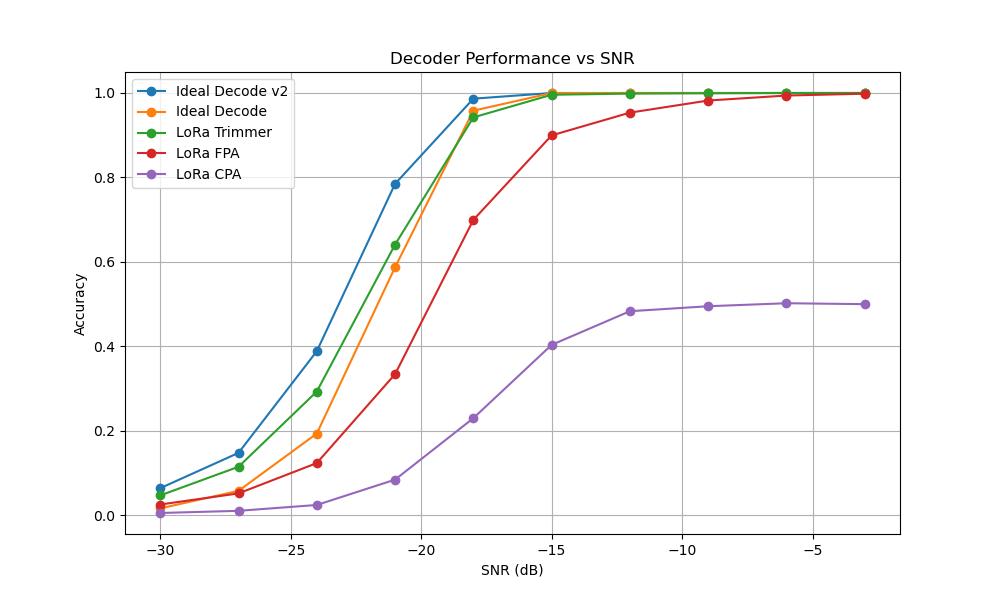 Decoder Performance vs SNR
Ideal Decode v2
Ideal Decode
LoRa Trimmer
LoRa FPA
LoRa CPA
Accuracy
1.0
0.8
0.6
0.4
0.2
0.0
−30 −25 −20 −15 −10 −5
SNR (dB)